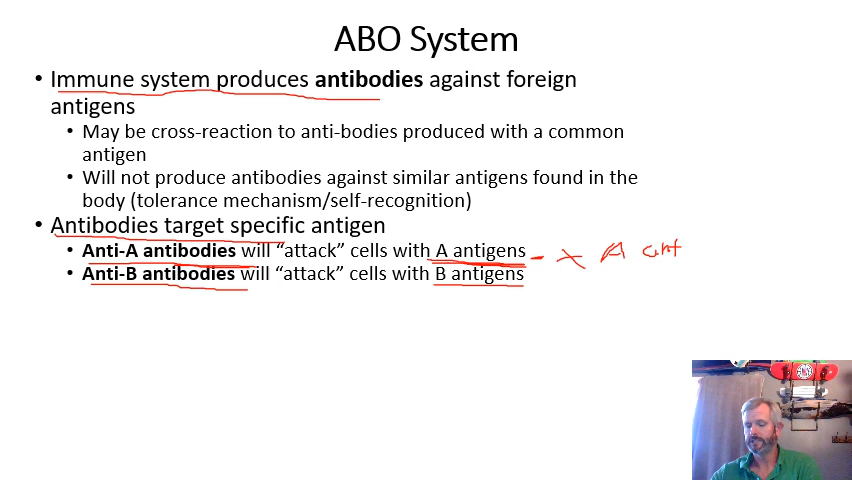 ABO System
• Immune system produces antibodies against foreign
antigens
• May be cross-reaction to anti-bodies produced with a common
antigen
• Will not produce antibodies against similar antigens found in the
body (tolerance mechanism/self-recognition)
• Antibodies target specific antigen
• Anti-A antibodies will “attack” cells with A antigens - X A ant
• Anti-B antibodies will “attack” cells with B antigens